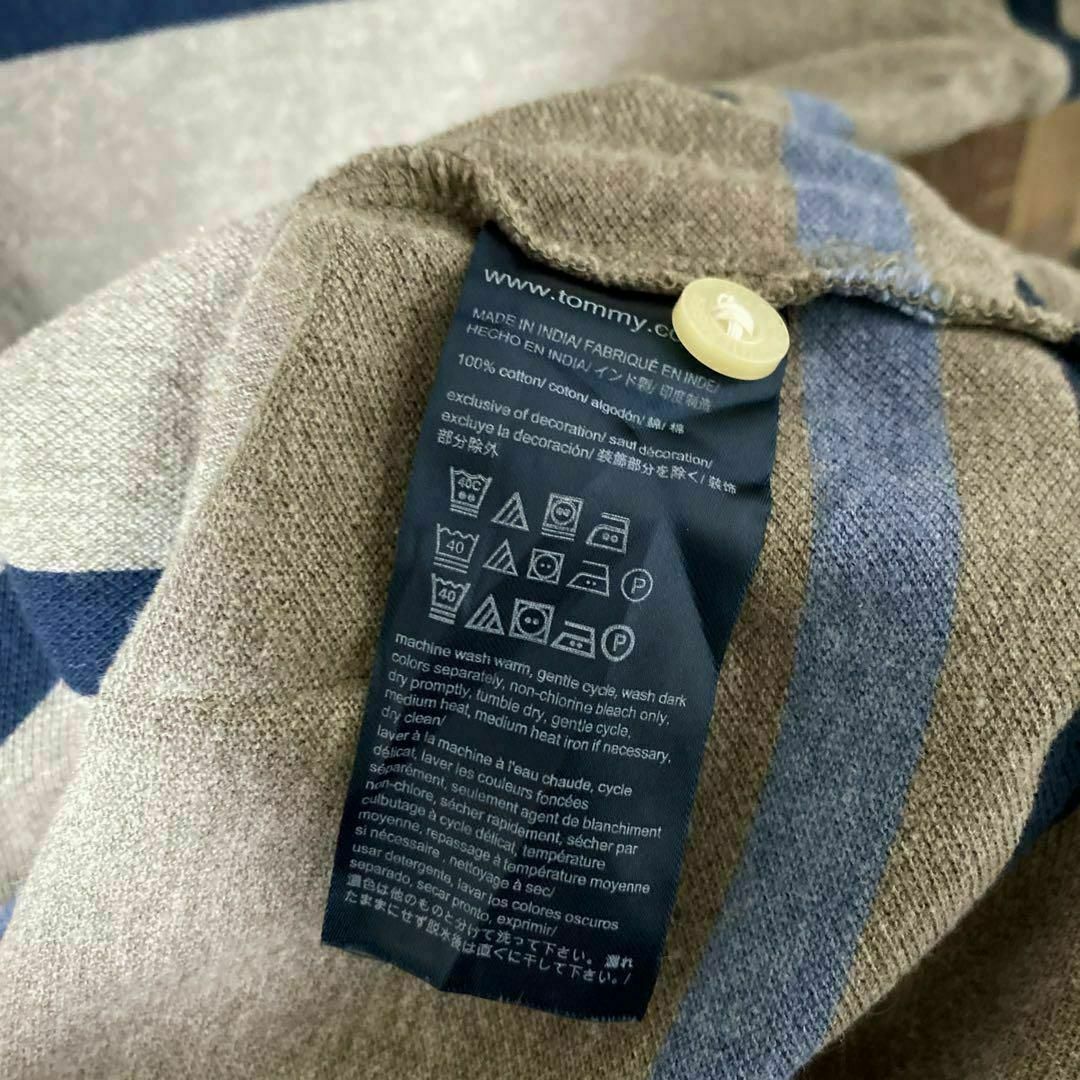 www.tommy.co
MADE IN INDIA/ FABRIQUÉ EN INDE/
HECHO EN INDIA/ インド製/ 印度制造
100% cotton/ coton/ algodón/ 綿/ 棉
exclusive of decoration/ sauf décoration/
excluye la decoración/ 装飾部分を除く/ 装饰
部分除外
40C
40
P
40
P
machine wash warm, gentle cycle, wash dark
colors separately, non-chlorine bleach only,
dry promptly, tumble dry, gentle cycle,
medium heat, medium heat iron if necessary,
dry clean/
laver à la machine à l'eau chaude, cycle
délicat, laver les couleurs foncées
séparément, seulement agent de blanchiment
non-chlore, sécher rapidement, sécher par
culbutage à cycle délicat, température
moyenne, repassage à température moyenne
si nécessaire, nettoyage à sec/
usar detergente, lavar los colores oscuros
separado, secar pronto, exprimir/
濃色は他のものと分けて洗って下さい。濡れ
たままにせず脱水後は直ぐに干して下さい。/